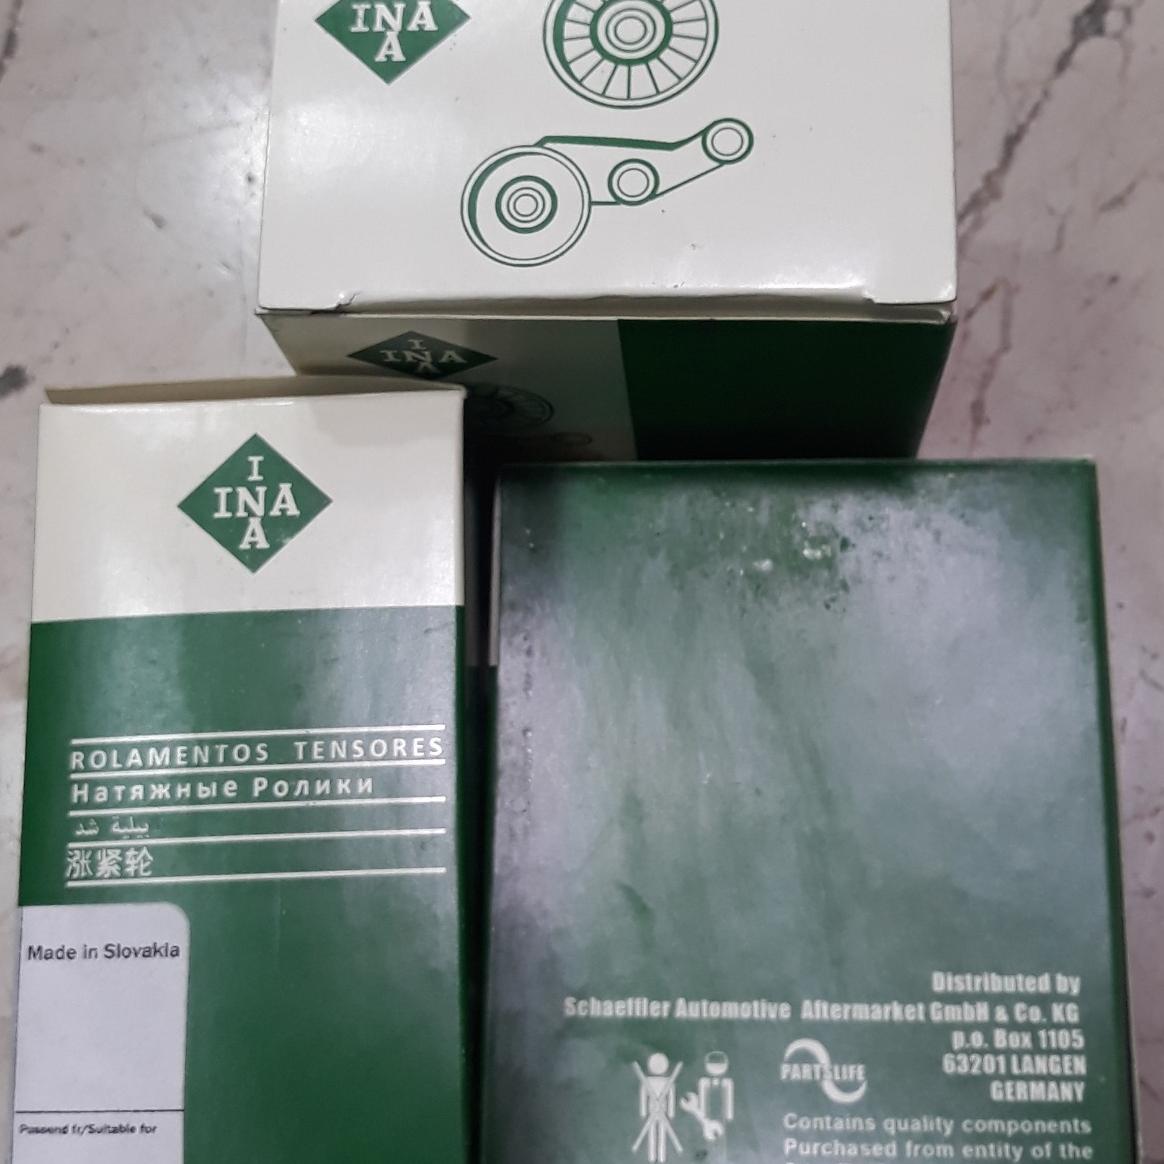 INA
A
I
INA
A
I
INA
A
ROLAMENTOS TENSORES
Натяжные Ролики
بيلية شد
涨紧轮
Made in Slovakia
Passend fr/Suitable for
Distributed by
Schaeffler Automotive Aftermarket GmbH & Co. KG
p.o. Box 1105
63201 LANGEN
GERMANY
PARTSLIFE
Contains quality components
Purchased from entity of the